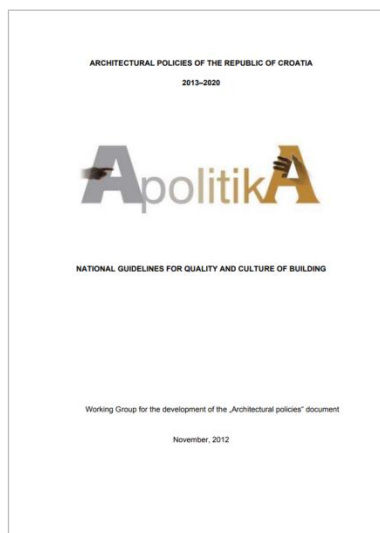 ARCHITECTURAL POLICIES OF THE REPUBLIC OF CROATIA
2013–2020
ApolitikA
NATIONAL GUIDELINES FOR QUALITY AND CULTURE OF BUILDING
Working Group for the development of the „Architectural policies“ document
November, 2012